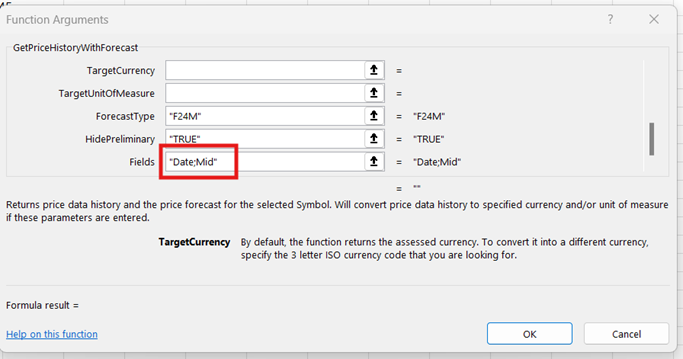 Function Arguments
GetPriceHistoryWithForecast
TargetCurrency =
TargetUnitOfMeasure =
ForecastType "F24M" = "F24M"
HidePreliminary "TRUE" = "TRUE"
Fields "Date;Mid" = "Date;Mid"
= ""
Returns price data history and the price forecast for the selected Symbol. Will convert price data history to specified currency and/or unit of measure
if these parameters are entered.
TargetCurrency By default, the function returns the assessed currency. To convert it into a different currency,
specify the 3 letter ISO currency code that you are looking for.
Formula result =
Help on this function OK Cancel